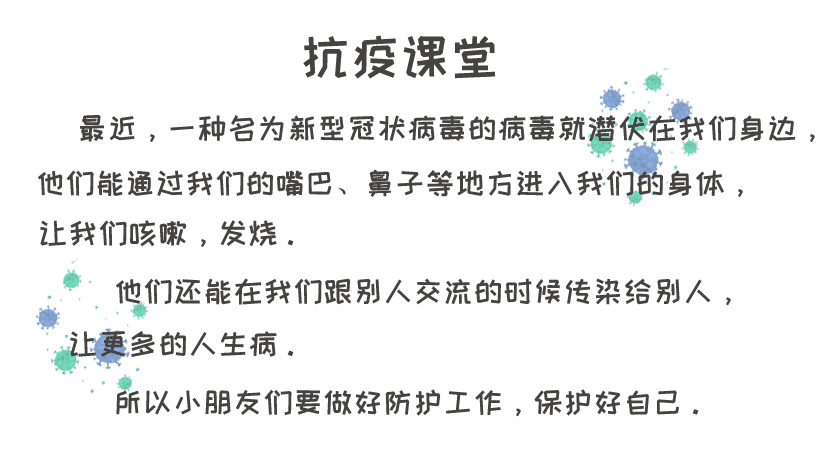 抗疫课堂
最近，一种名为新型冠状病毒的病毒就潜伏在我们身边，
他们能通过我们的嘴巴、鼻子等地方进入我们的身体，
让我们咳嗽，发烧．
他们还能在我们跟别人交流的时候传染给别人，
让更多的人生病．
所以小朋友们要做好防护工作，保护好自己．